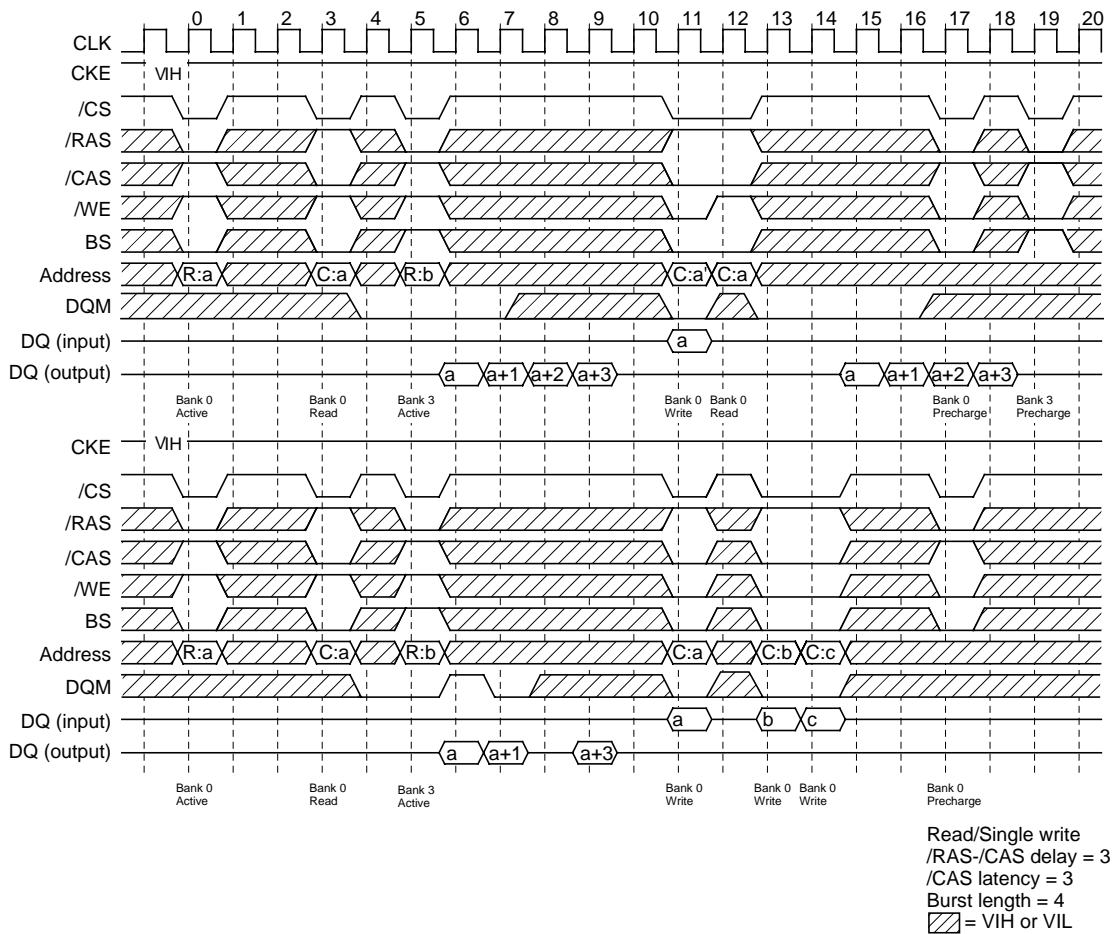 0 1 2 3 4 5 6 7 8 9 10 11 12 13 14 15 16 17 18 19 20
CLK
CKE VIH
/CS
/RAS
/CAS
/WE
BS
Address R:a C:a R:b C:a' C:a
DQM
DQ (input) a
DQ (output) a a+1 a+2 a+3 a a+1 a+2 a+3
Bank 0 Bank 0 Bank 3 Bank 0 Bank 0 Bank 0 Bank 3
Active Read Active Write Read Precharge Precharge
CKE VIH
/CS
/RAS
/CAS
/WE
BS
Address R:a C:a R:b C:a C:b C:c
DQM
DQ (input) a b c
DQ (output) a a+1 a+3
Bank 0 Bank 0 Bank 3 Bank 0 Bank 0 Bank 0 Bank 0
Active Read Active Write Write Write Precharge
Read/Single write
/RAS-/CAS delay = 3
/CAS latency = 3
Burst length = 4
= VIH or VIL